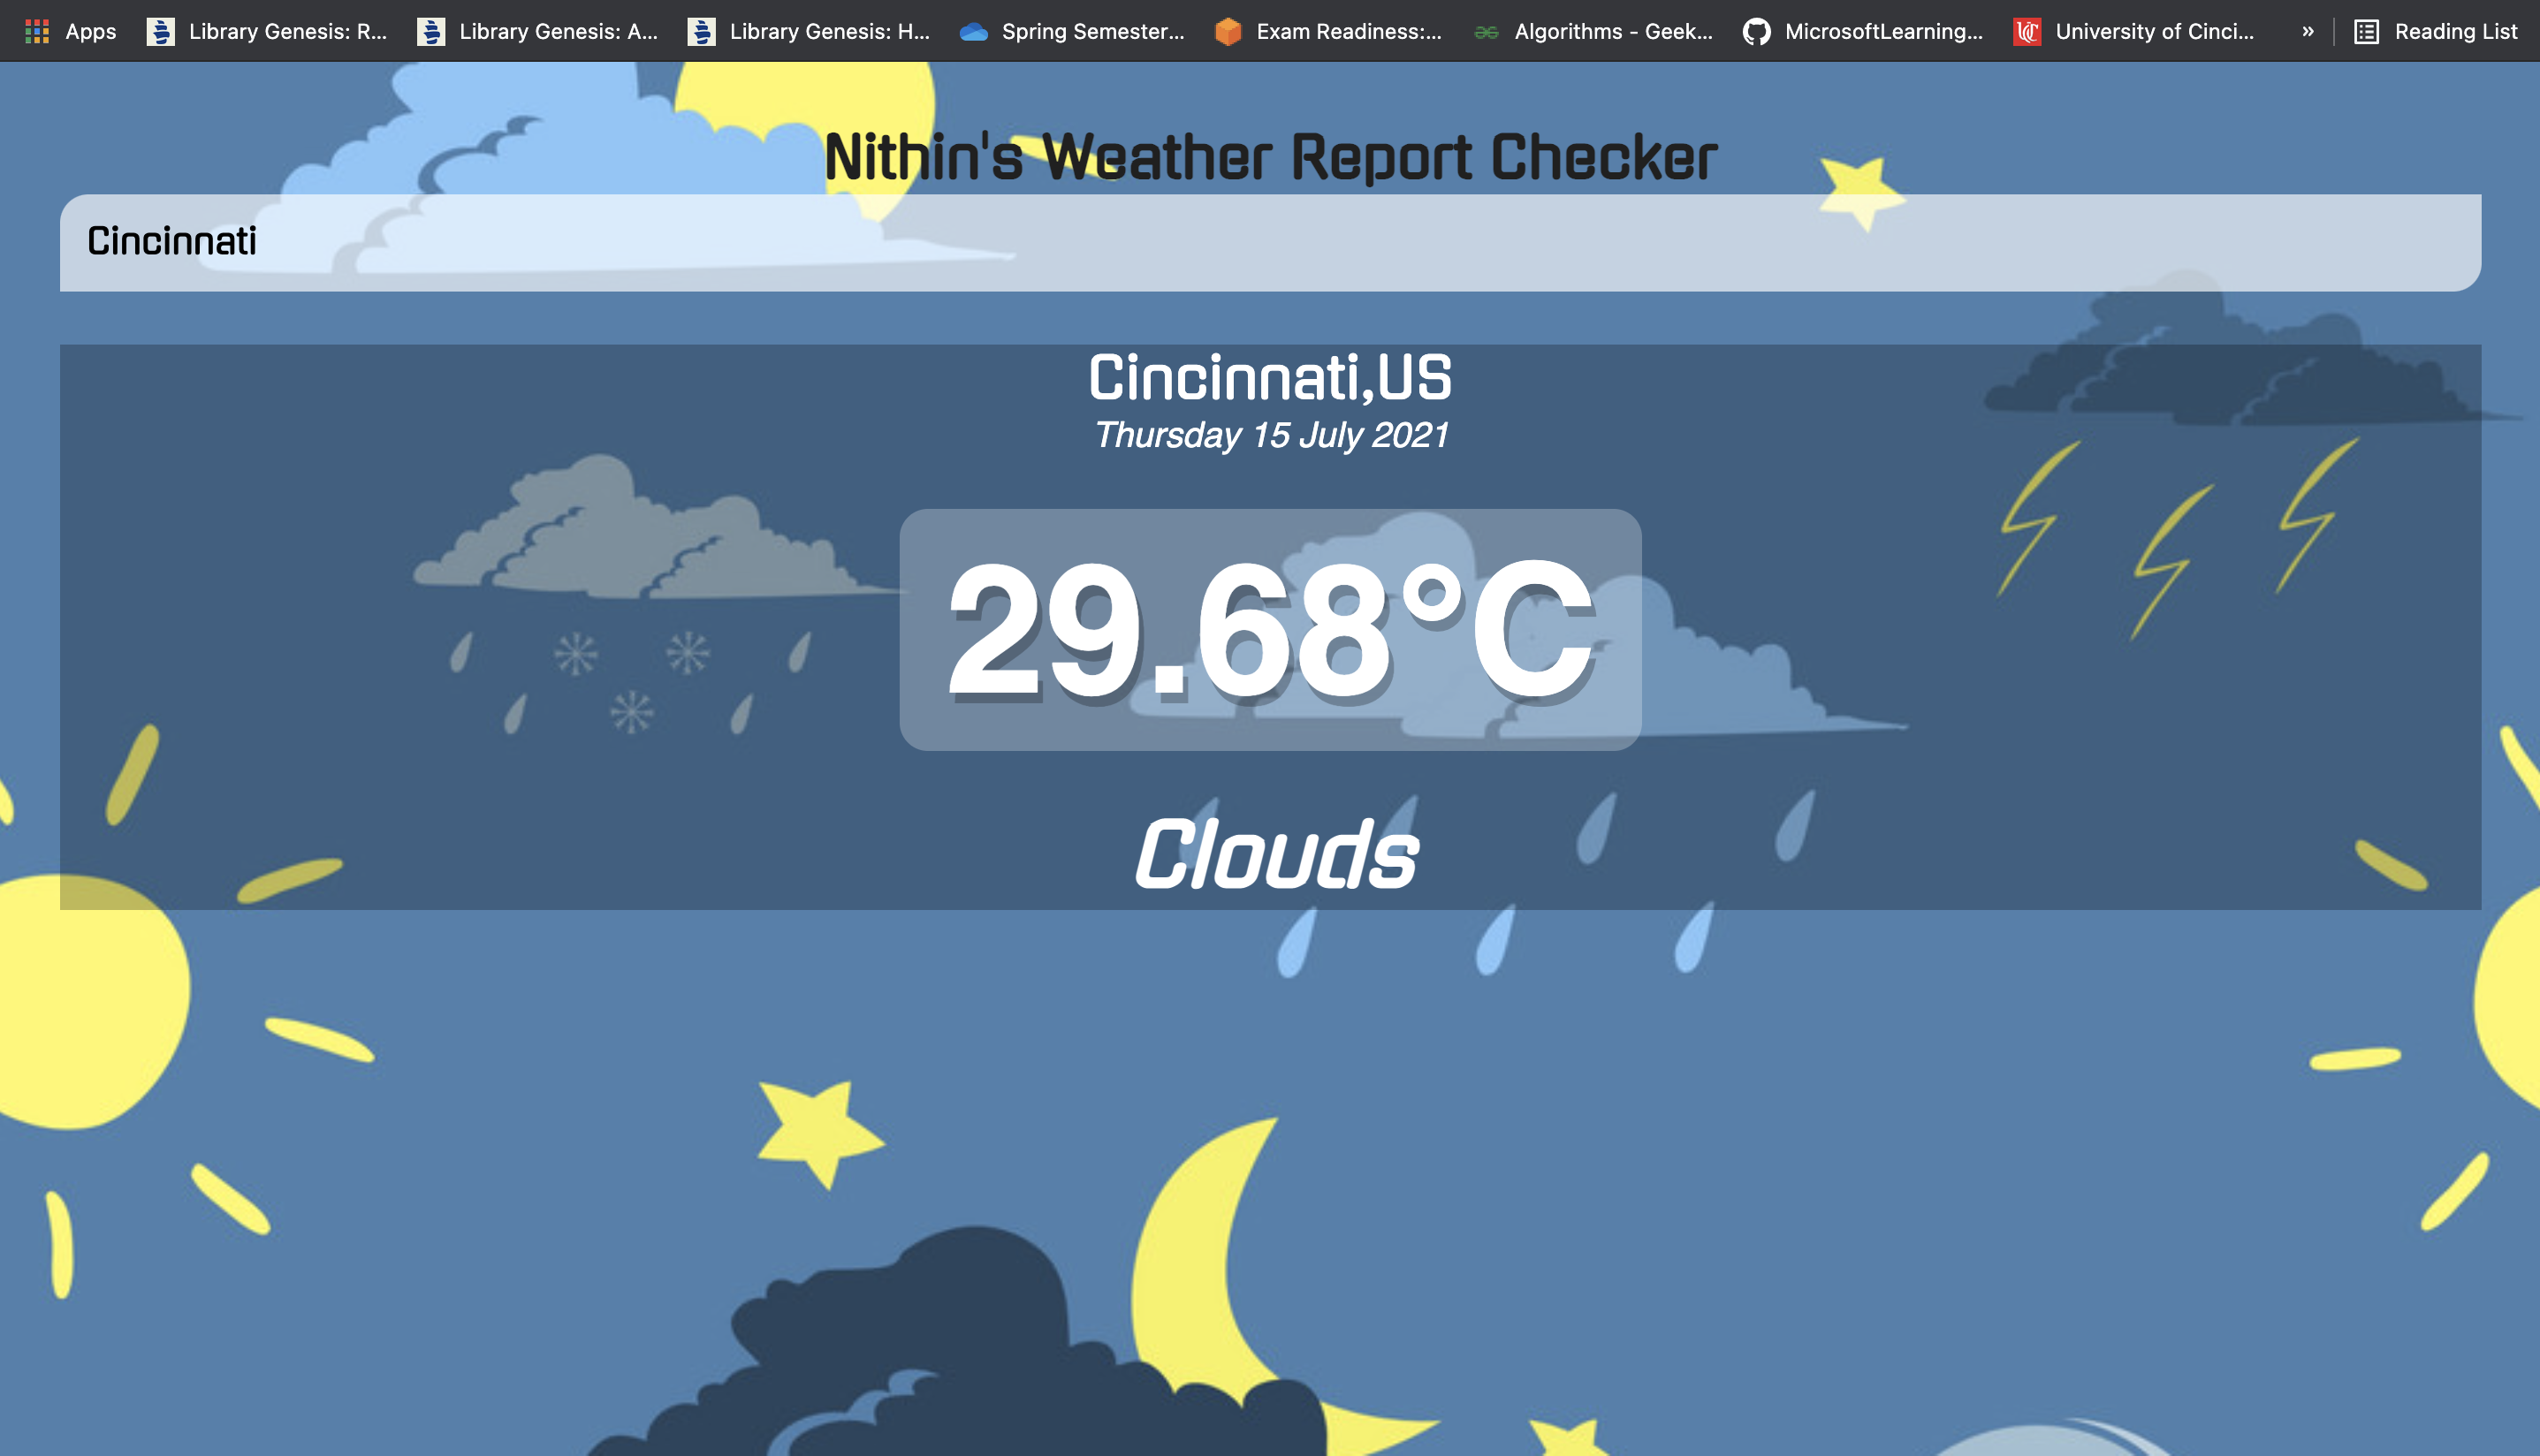 Apps Library Genesis: R... Library Genesis: A... Library Genesis: H... Spring Semester... Exam Readiness:... Algorithms - Geek... MicrosoftLearning... University of Cinci... » Reading List
Nithin's Weather Report Checker
Cincinnati
Cincinnati,US
Thursday 15 July 2021
29.68°C
Clouds